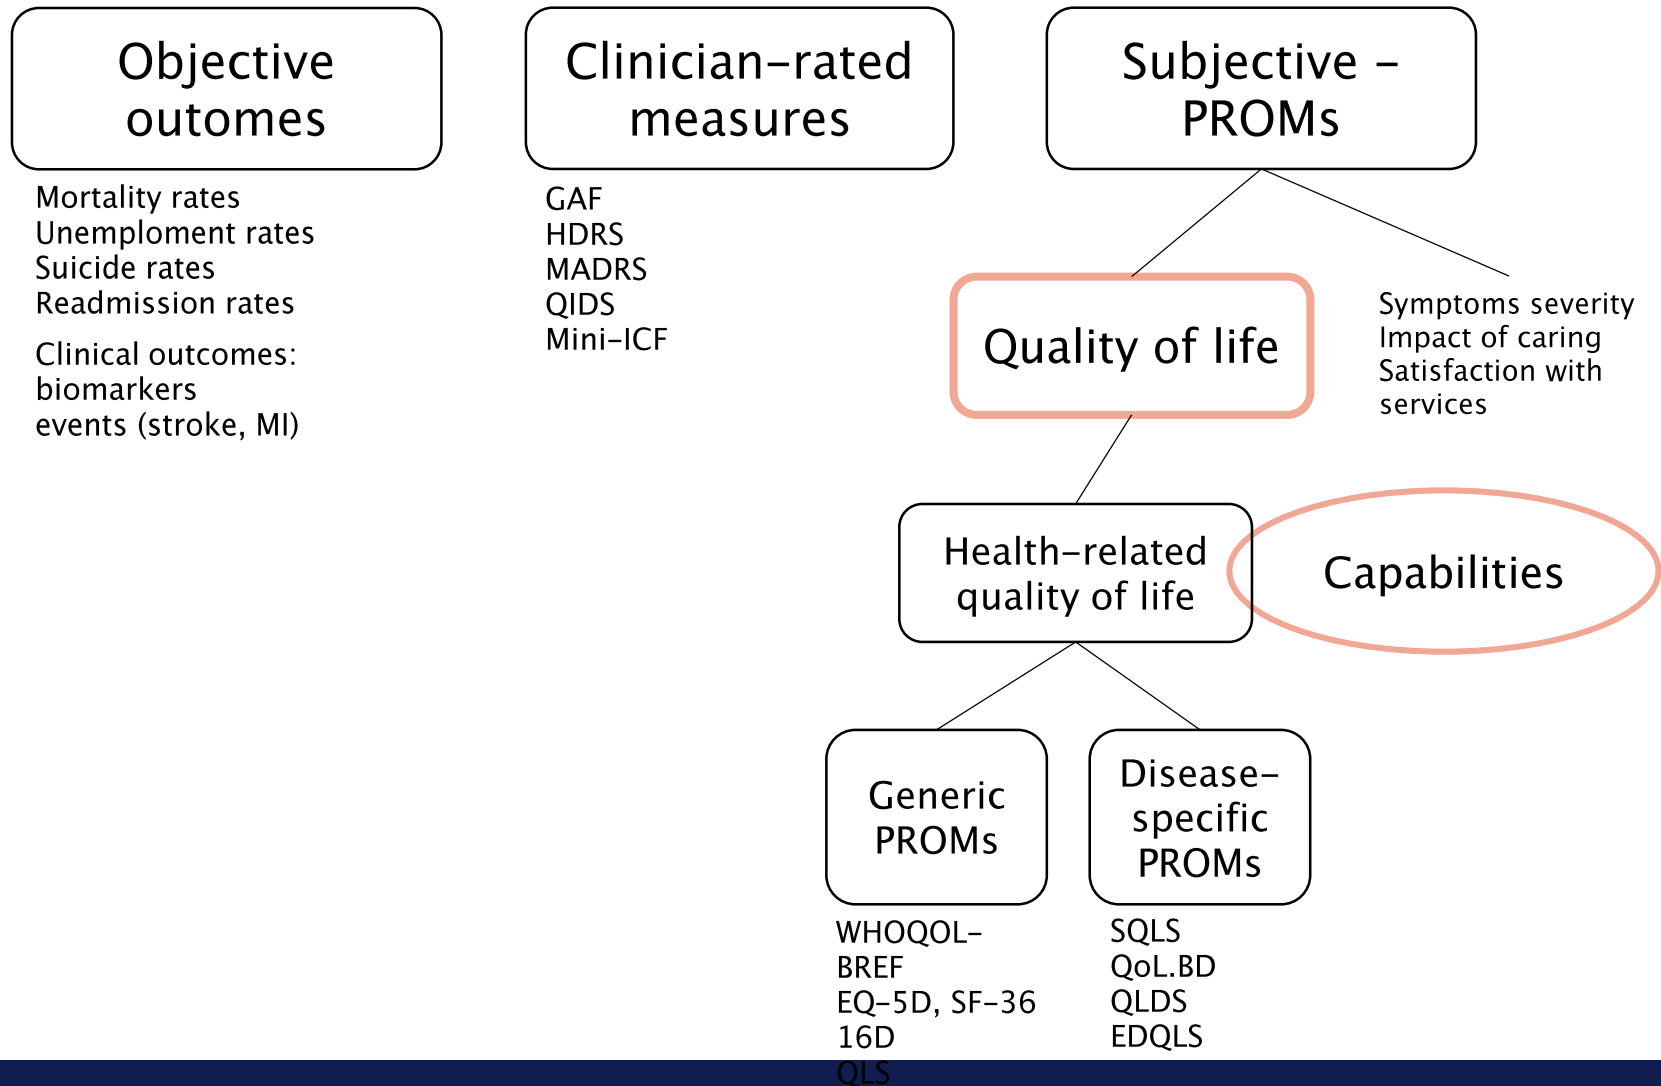 Objective
outcomes
Mortality rates
Unemploment rates
Suicide rates
Readmission rates
Clinical outcomes:
biomarkers
events (stroke, MI)
Clinician-rated
measures
GAF
HDRS
MADRS
QIDS
Mini-ICF
Subjective -
PROMs
Quality of life
Symptoms severity
Impact of caring
Satisfaction with
services
Health-related
quality of life
Capabilities
Generic
PROMs
WHOQOL-
BREF
EQ-5D, SF-36
16D
QLS
Disease-
specific
PROMs
SQLS
QoL.BD
QLDS
EDQLS